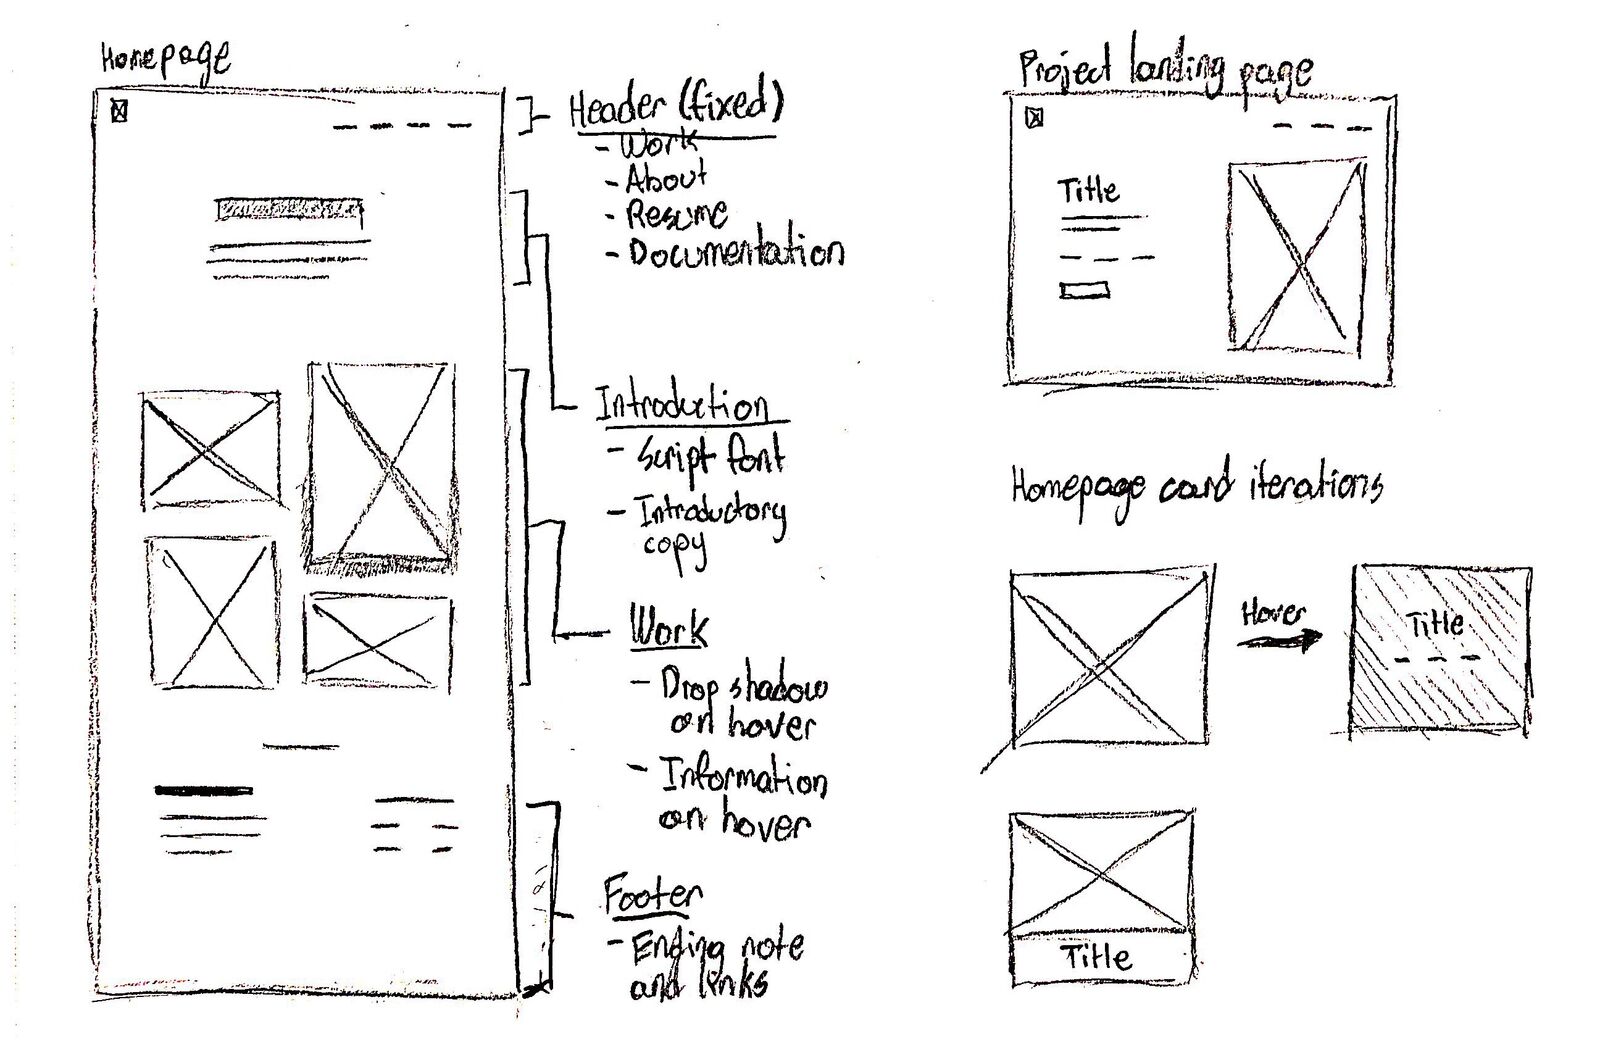 Homepage
Header (fixed)
- Work
- About
- Resume
- Documentation
Introduction
- Script font
- Introductory
copy
Work
- Drop shadow
on hover
- Information
on hover
Footer
- Ending note
and links
Project landing page
Title
Homepage card iterations
Hover
Title
Title